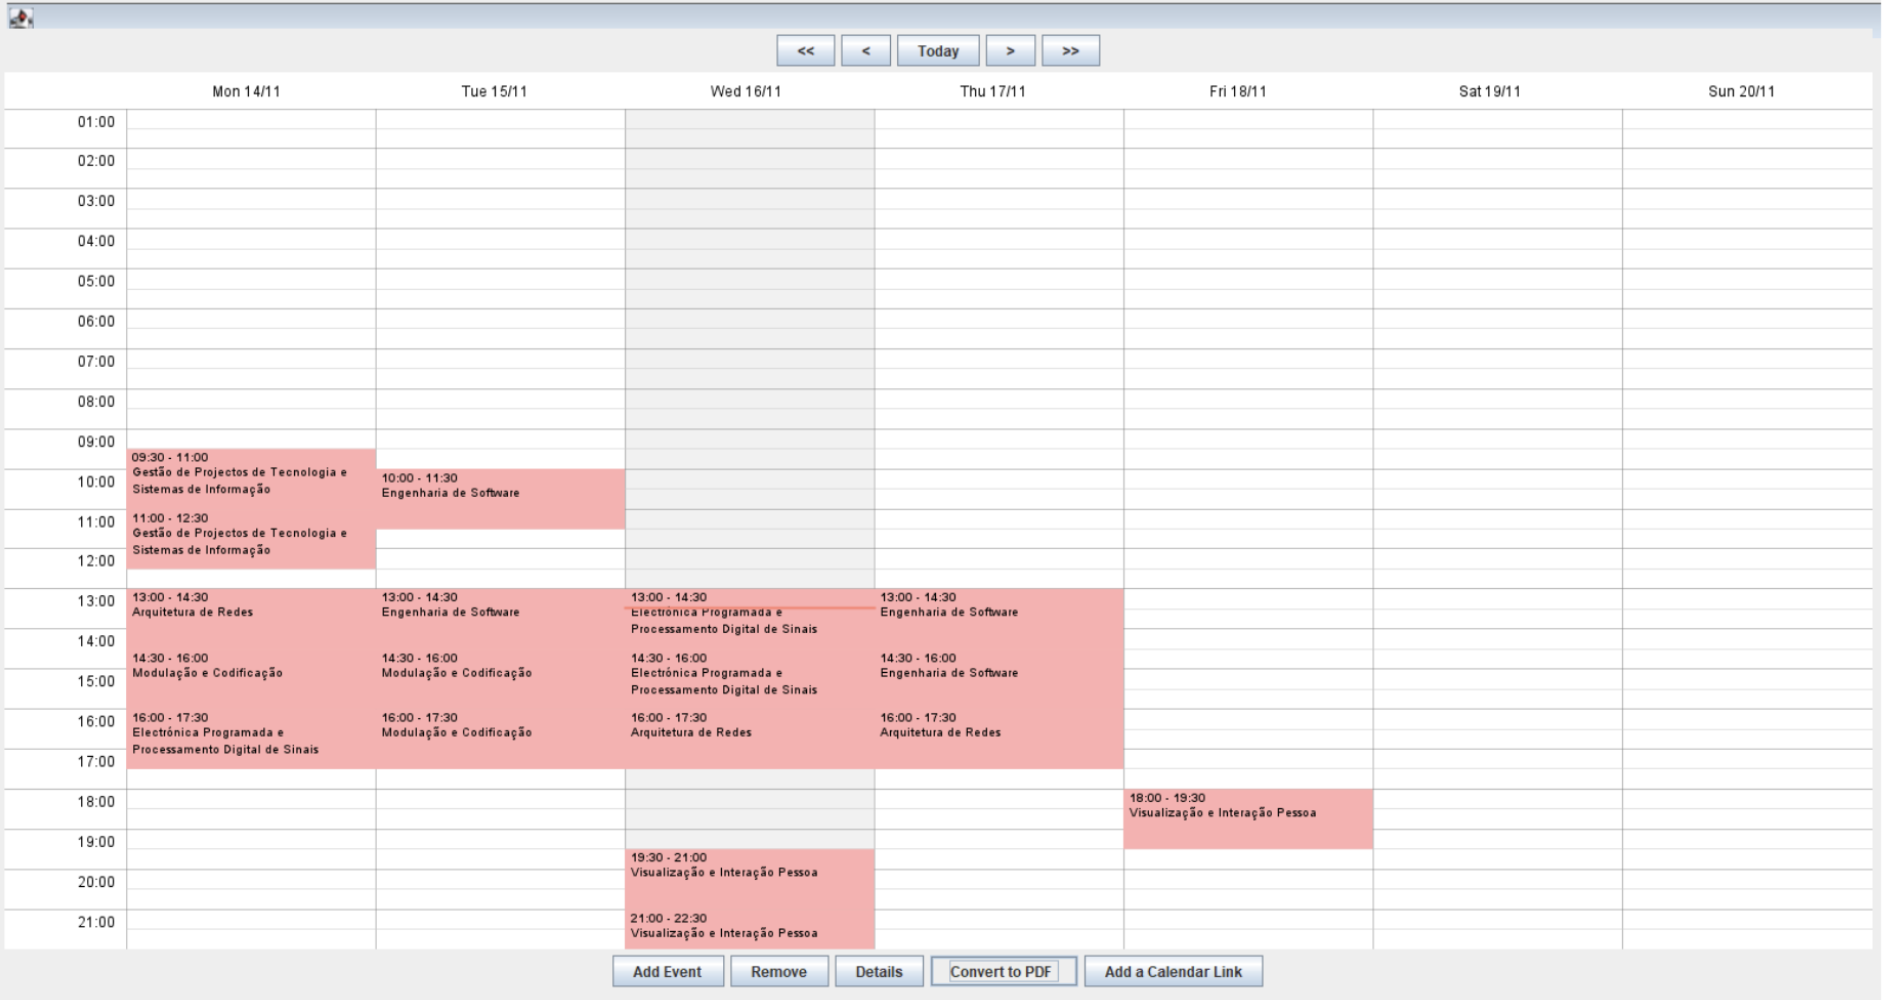 << < Today > >>
Mon 14/11 Tue 15/11 Wed 16/11 Thu 17/11 Fri 18/11 Sat 19/11 Sun 20/11
01:00
02:00
03:00
04:00
05:00
06:00
07:00
08:00
09:00
10:00
11:00
12:00
13:00
14:00
15:00
16:00
17:00
18:00
19:00
20:00
21:00
09:30 - 11:00
Gestão de Projectos de Tecnologia e
Sistemas de Informação
11:00 - 12:30
Gestão de Projectos de Tecnologia e
Sistemas de Informação
13:00 - 14:30
Arquitetura de Redes
14:30 - 16:00
Modulação e Codificação
16:00 - 17:30
Electrónica Programada e
Processamento Digital de Sinais
10:00 - 11:30
Engenharia de Software
13:00 - 14:30
Engenharia de Software
14:30 - 16:00
Modulação e Codificação
16:00 - 17:30
Modulação e Codificação
13:00 - 14:30
Electrónica Programada e
Processamento Digital de Sinais
14:30 - 16:00
Electrónica Programada e
Processamento Digital de Sinais
16:00 - 17:30
Arquitetura de Redes
19:30 - 21:00
Visualização e Interação Pessoa
21:00 - 22:30
Visualização e Interação Pessoa
13:00 - 14:30
Engenharia de Software
14:30 - 16:00
Engenharia de Software
16:00 - 17:30
Arquitetura de Redes
18:00 - 19:30
Visualização e Interação Pessoa
Add Event Remove Details Convert to PDF Add a Calendar Link